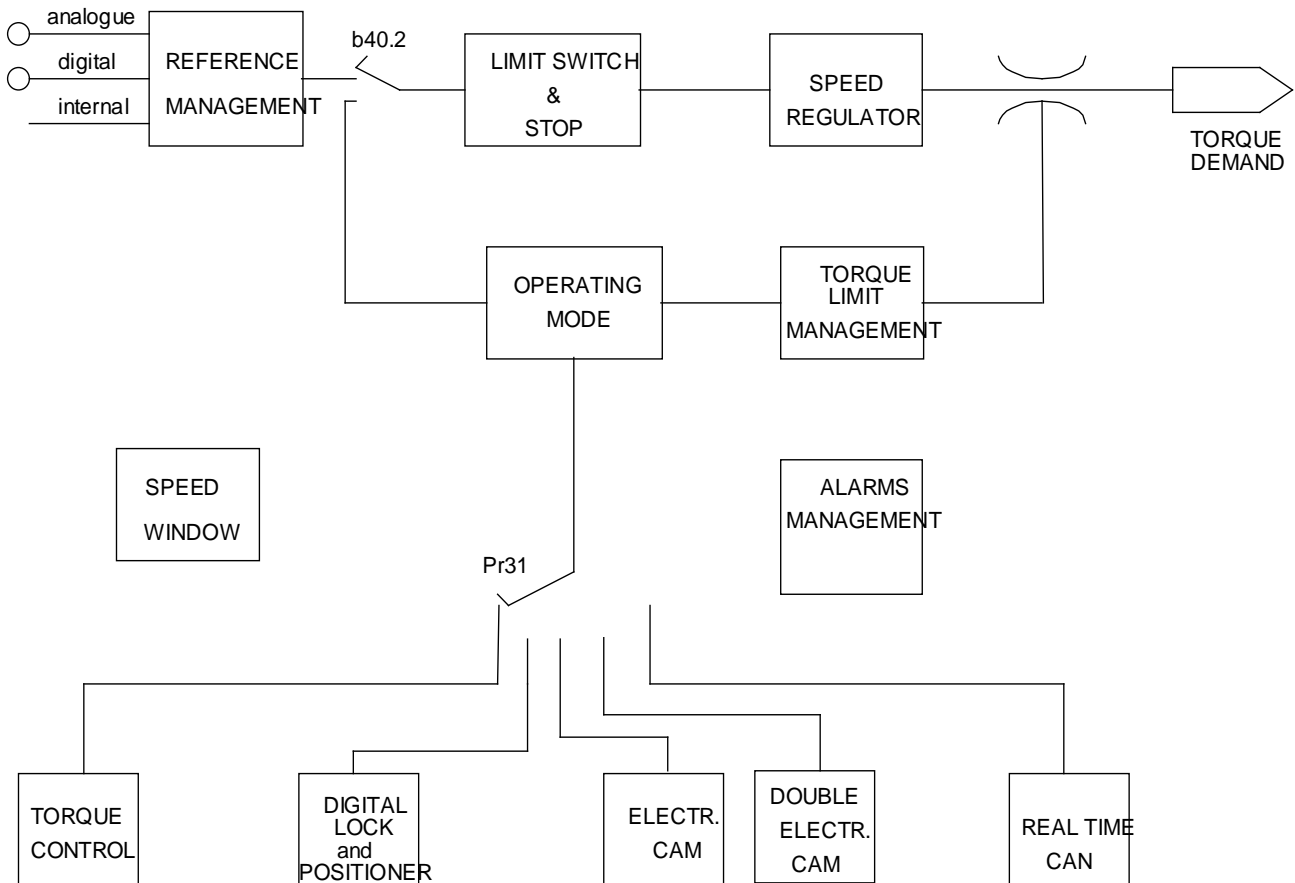 analogue
digital
internal
REFERENCE
MANAGEMENT
b40.2
LIMIT SWITCH
&
STOP
SPEED
REGULATOR
TORQUE
DEMAND
OPERATING
MODE
TORQUE
LIMIT
MANAGEMENT
SPEED
WINDOW
ALARMS
MANAGEMENT
Pr31
TORQUE
CONTROL
DIGITAL
LOCK
and
POSITIONER
ELECTR.
CAM
DOUBLE
ELECTR.
CAM
REAL TIME
CAN